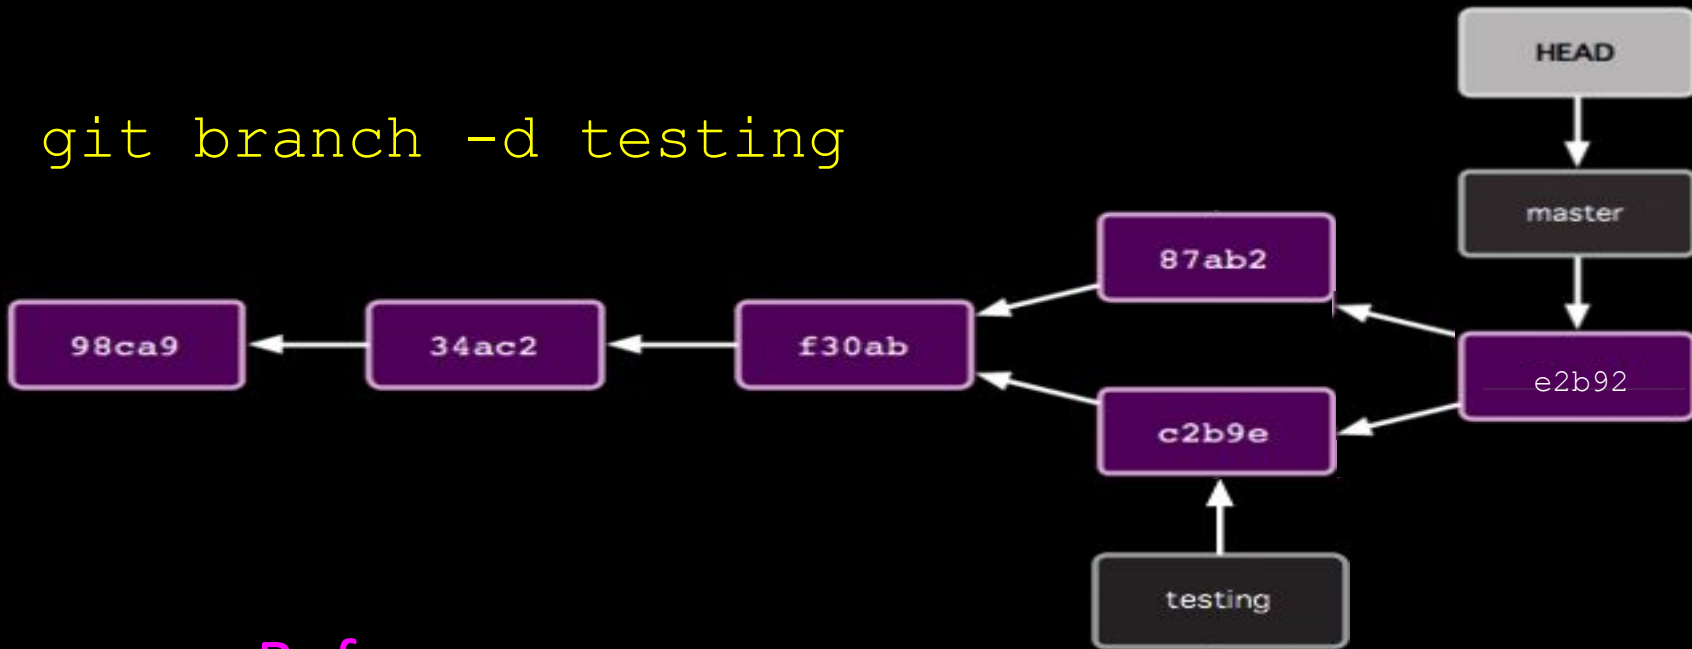 HEAD
git branch -d testing
master
87ab2
98ca9
34ac2
f30ab
e2b92
c2b9e
testing